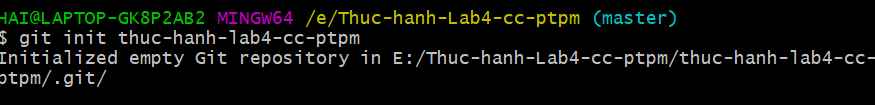 HAI@LAPTOP-GK8P2AB2 MINGW64 /e/Thuc-hanh-Lab4-cc-ptpm (master)
$ git init thuc-hanh-lab4-cc-ptpm
Initialized empty Git repository in E:/Thuc-hanh-Lab4-cc-ptpm/thuc-hanh-lab4-cc-
ptpm/.git/